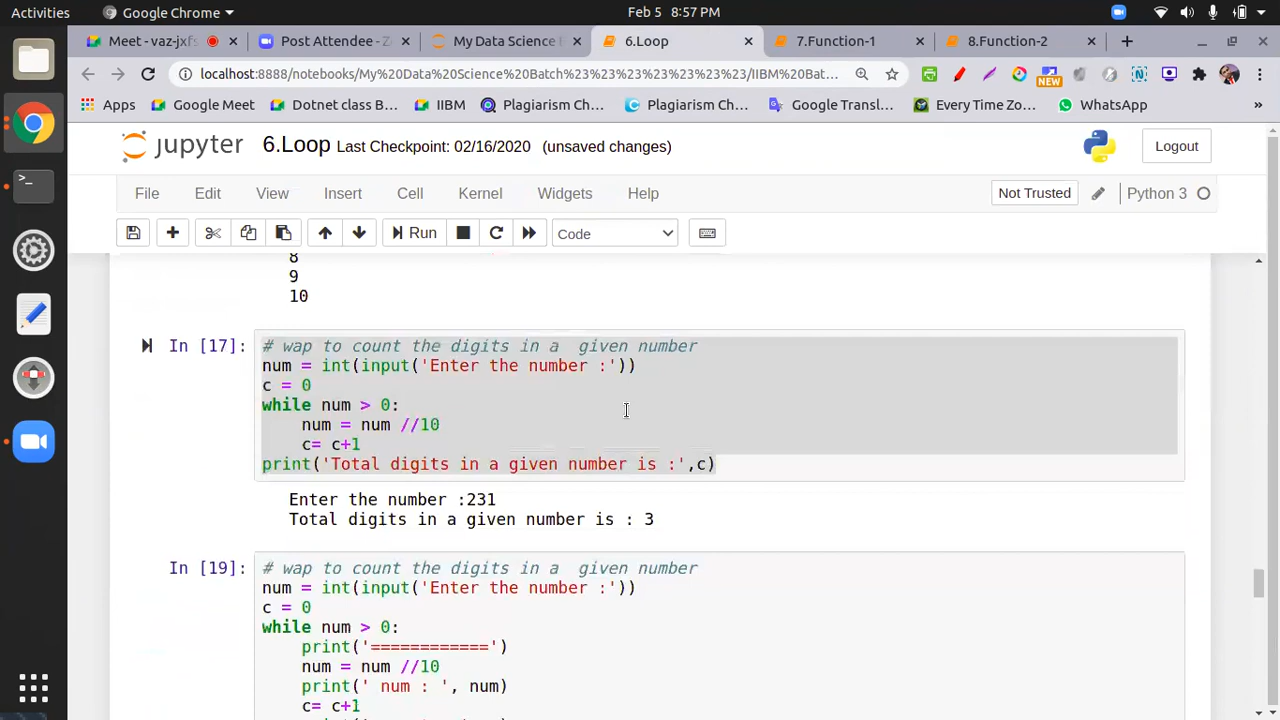 Activities
Google Chrome
Feb 5 8:57 PM
Meet - vaz-jxfs
Post Attendee - Z
My Data Science B
6.Loop
7.Function-1
8.Function-2
localhost:8888/notebooks/My%20Data%20Science%20Batch%23%23%23%23%23%23%23/IIBM%20Bat...
NEW
Apps
Google Meet
Dotnet class B...
IIBM
Plagiarism Ch...
Plagiarism Ch...
Google Transl...
Every Time Zo...
WhatsApp
jupyter
6.Loop Last Checkpoint: 02/16/2020 (unsaved changes)
Logout
File
Edit
View
Insert
Cell
Kernel
Widgets
Help
Not Trusted
Python 3
Run
Code
8
9
10
In [17]:
# wap to count the digits in a  given number
num = int(input('Enter the number :'))
c = 0
while num > 0:
    num = num //10
    c= c+1
print('Total digits in a given number is :',c)
Enter the number :231
Total digits in a given number is : 3
In [19]:
# wap to count the digits in a  given number
num = int(input('Enter the number :'))
c = 0
while num > 0:
    print('============')
    num = num //10
    print(' num : ', num)
    c= c+1